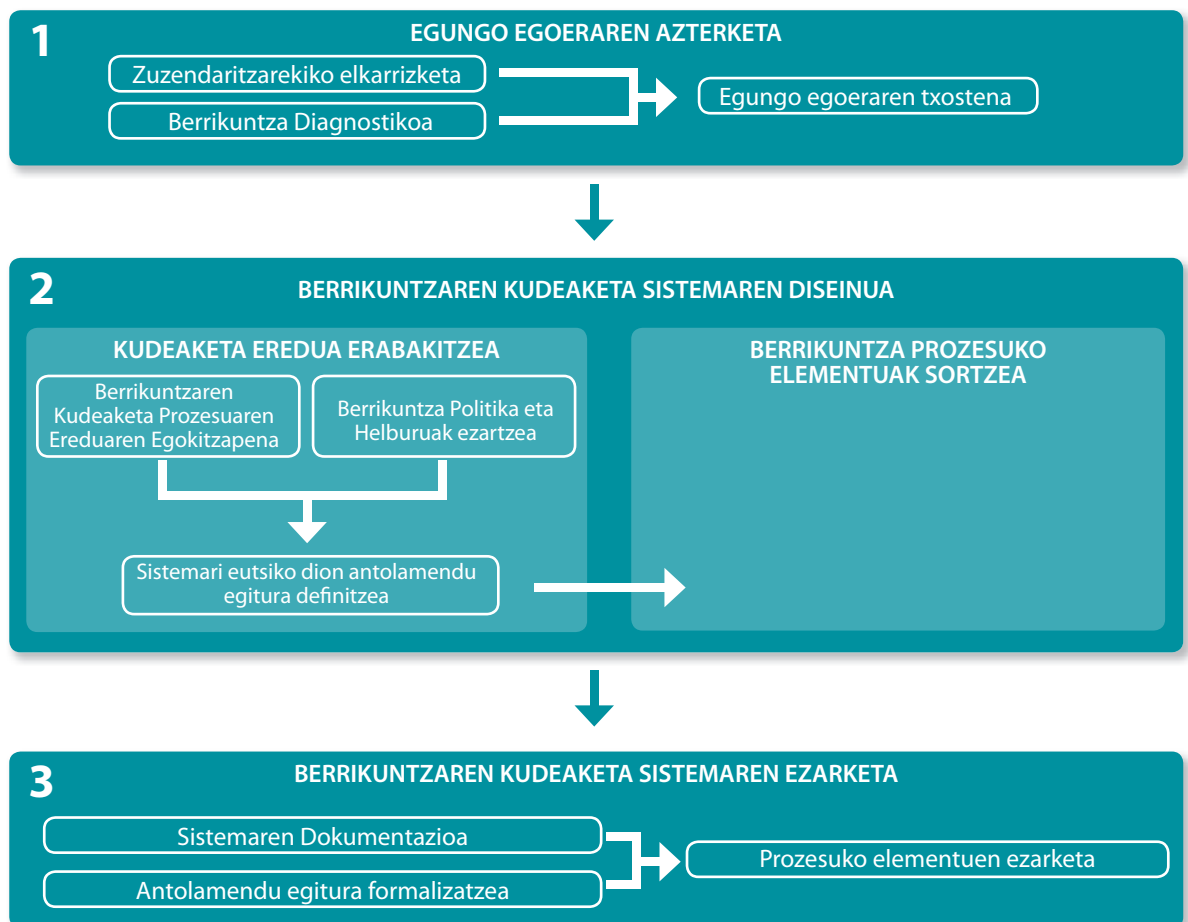 1
EGUNGO EGOERAREN AZTERKETA
Zuzendaritzarekiko elkarrizketa
Berrikuntza Diagnostikoa
Egungo egoeraren txostena
2
BERRIKUNTZAREN KUDEAKETA SISTEMAREN DISEINUA
KUDEAKETA EREDUA ERABAKITZEA
Berrikuntzaren
Kudeaketa Prozesuaren
Ereduaren Egokitzapena
Berrikuntza Politika eta
Helburuak ezartzea
Sistemari eutsiko dion antolamendu
egitura definitzea
BERRIKUNTZA PROZESUKO
ELEMENTUAK SORTZEA
3
BERRIKUNTZAREN KUDEAKETA SISTEMAREN EZARKETA
Sistemaren Dokumentazioa
Antolamendu egitura formalizatzea
Prozesuko elementuen ezarketa